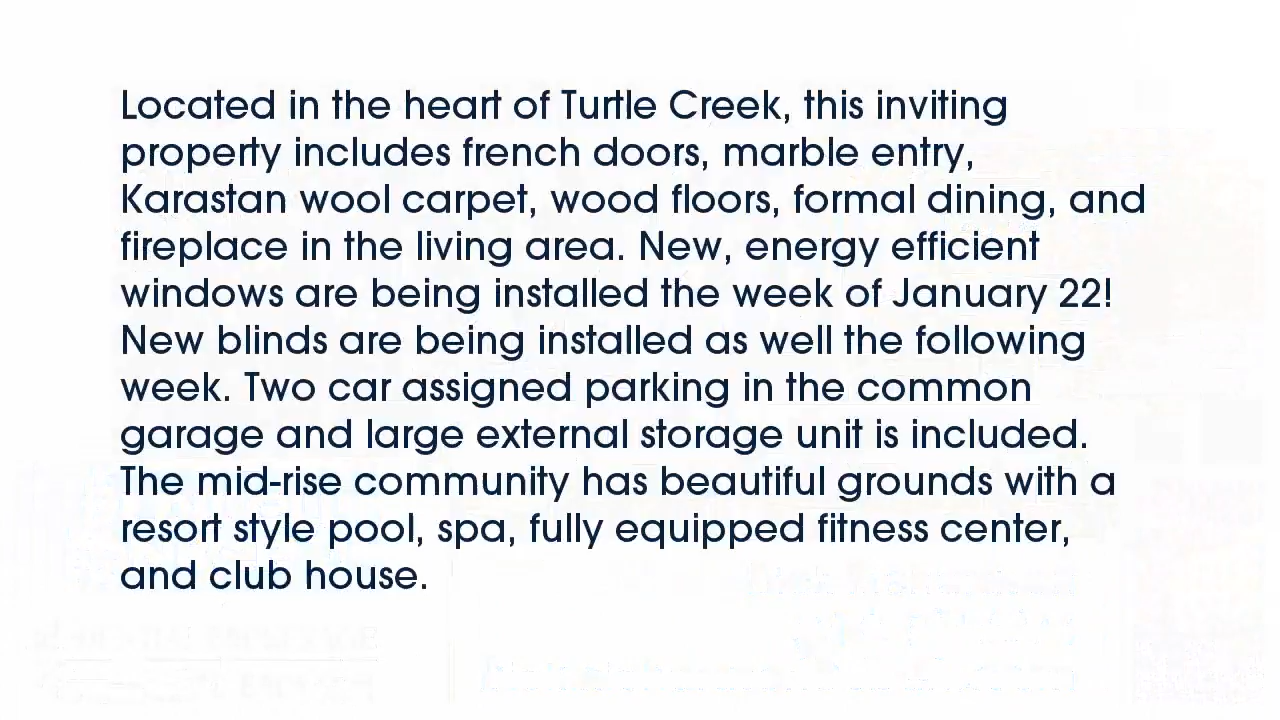 Located in the heart of Turtle Creek, this inviting
property includes french doors, marble entry,
Karastan wool carpet, wood floors, formal dining, and
fireplace in the living area. New, energy efficient
windows are being installed the week of January 22!
New blinds are being installed as well the following
week. Two car assigned parking in the common
garage and large external storage unit is included.
The mid-rise community has beautiful grounds with a
resort style pool, spa, fully equipped fitness center,
and club house.